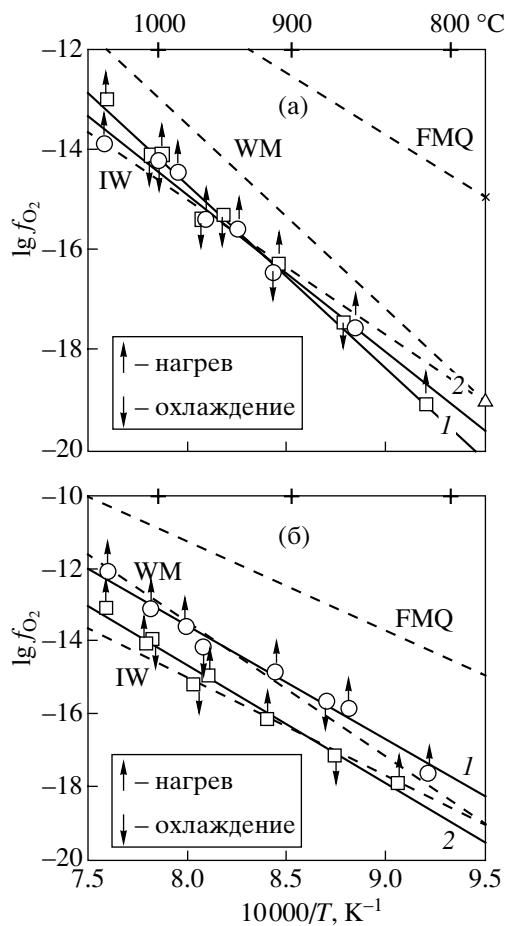 1000 900 800 °C
–12
(а)
WM
FMQ
–14
IW
lg fO2
–16
↑ – нагрев
↓ – охлаждение
–18
2
1
–20
–10
(б)
–12
WM
FMQ
lg fO2
–14
IW
–16
↑ – нагрев
↓ – охлаждение
1
–18
2
–20
7.5 8.0 8.5 9.0 9.5
10000/T, K–1